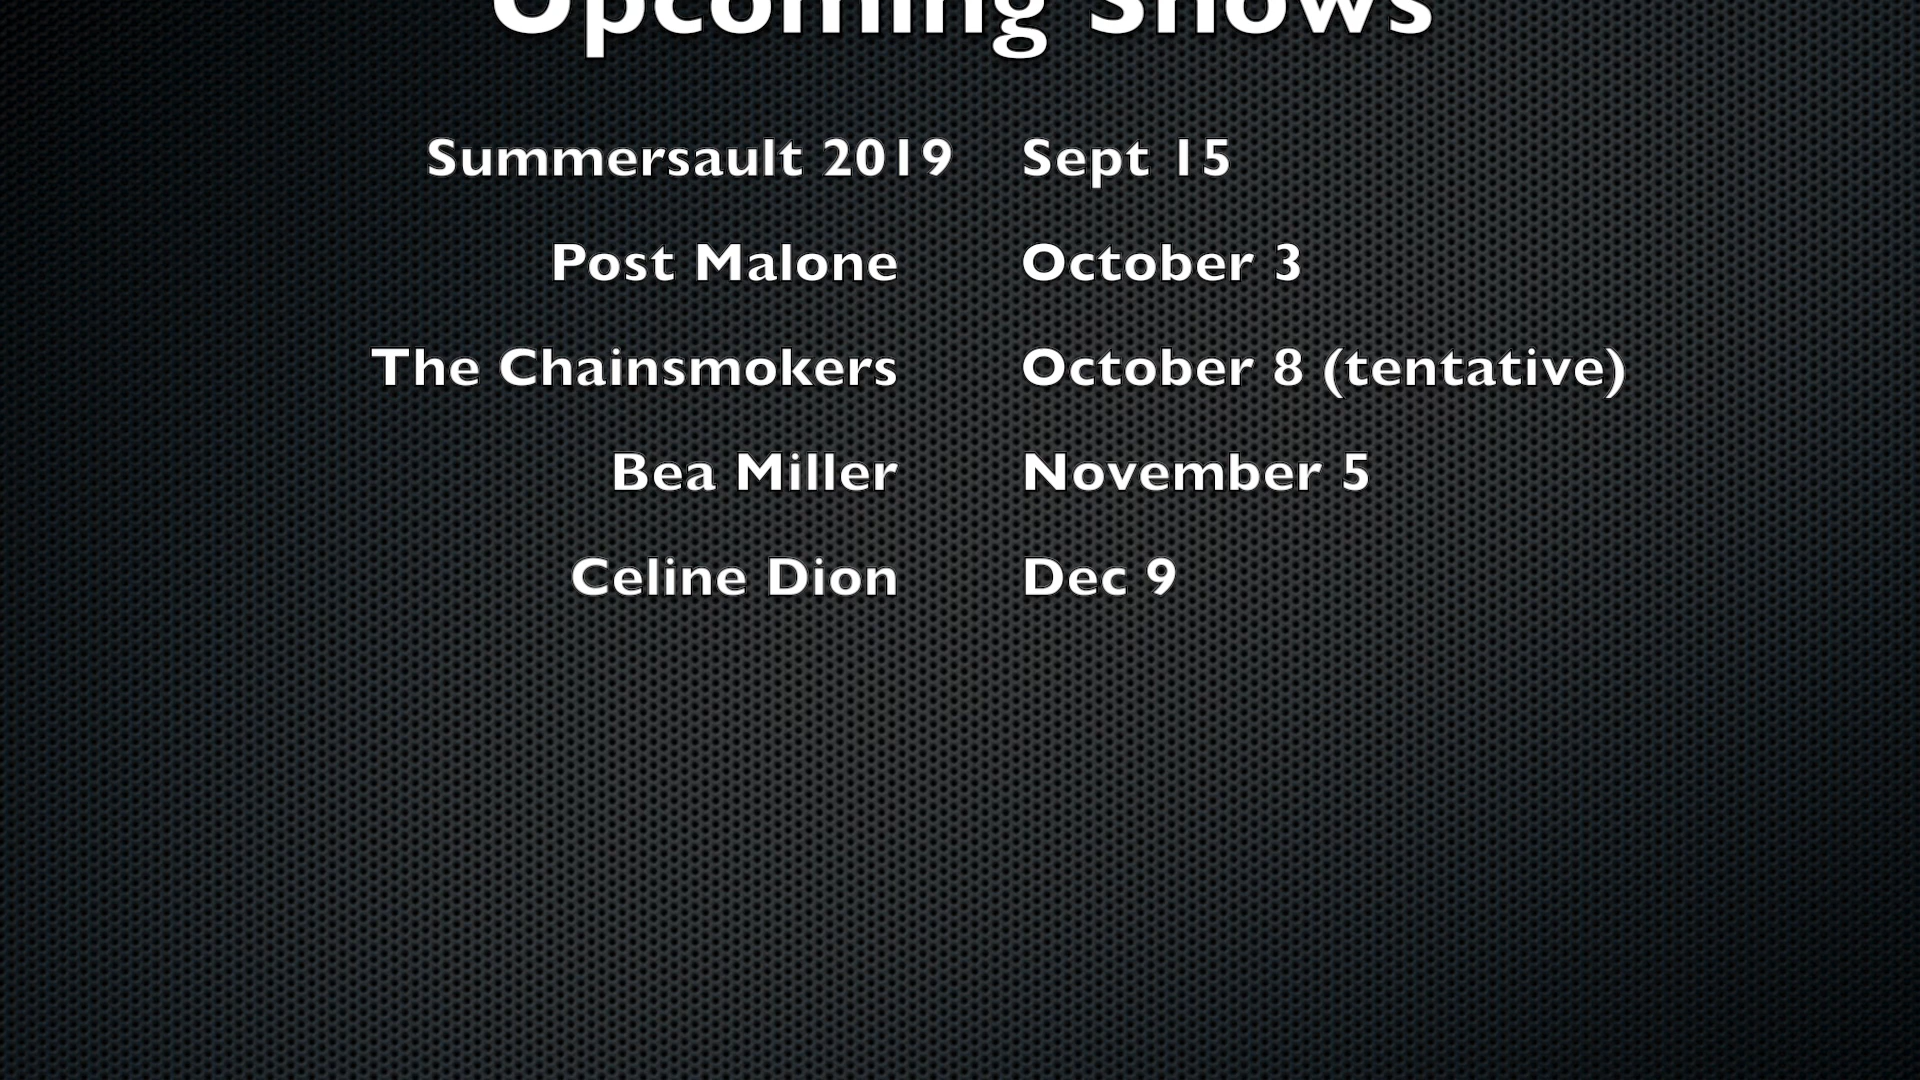 Upcoming Shows
Summersault 2019 Sept 15
Post Malone October 3
The Chainsmokers October 8 (tentative)
Bea Miller November 5
Celine Dion Dec 9